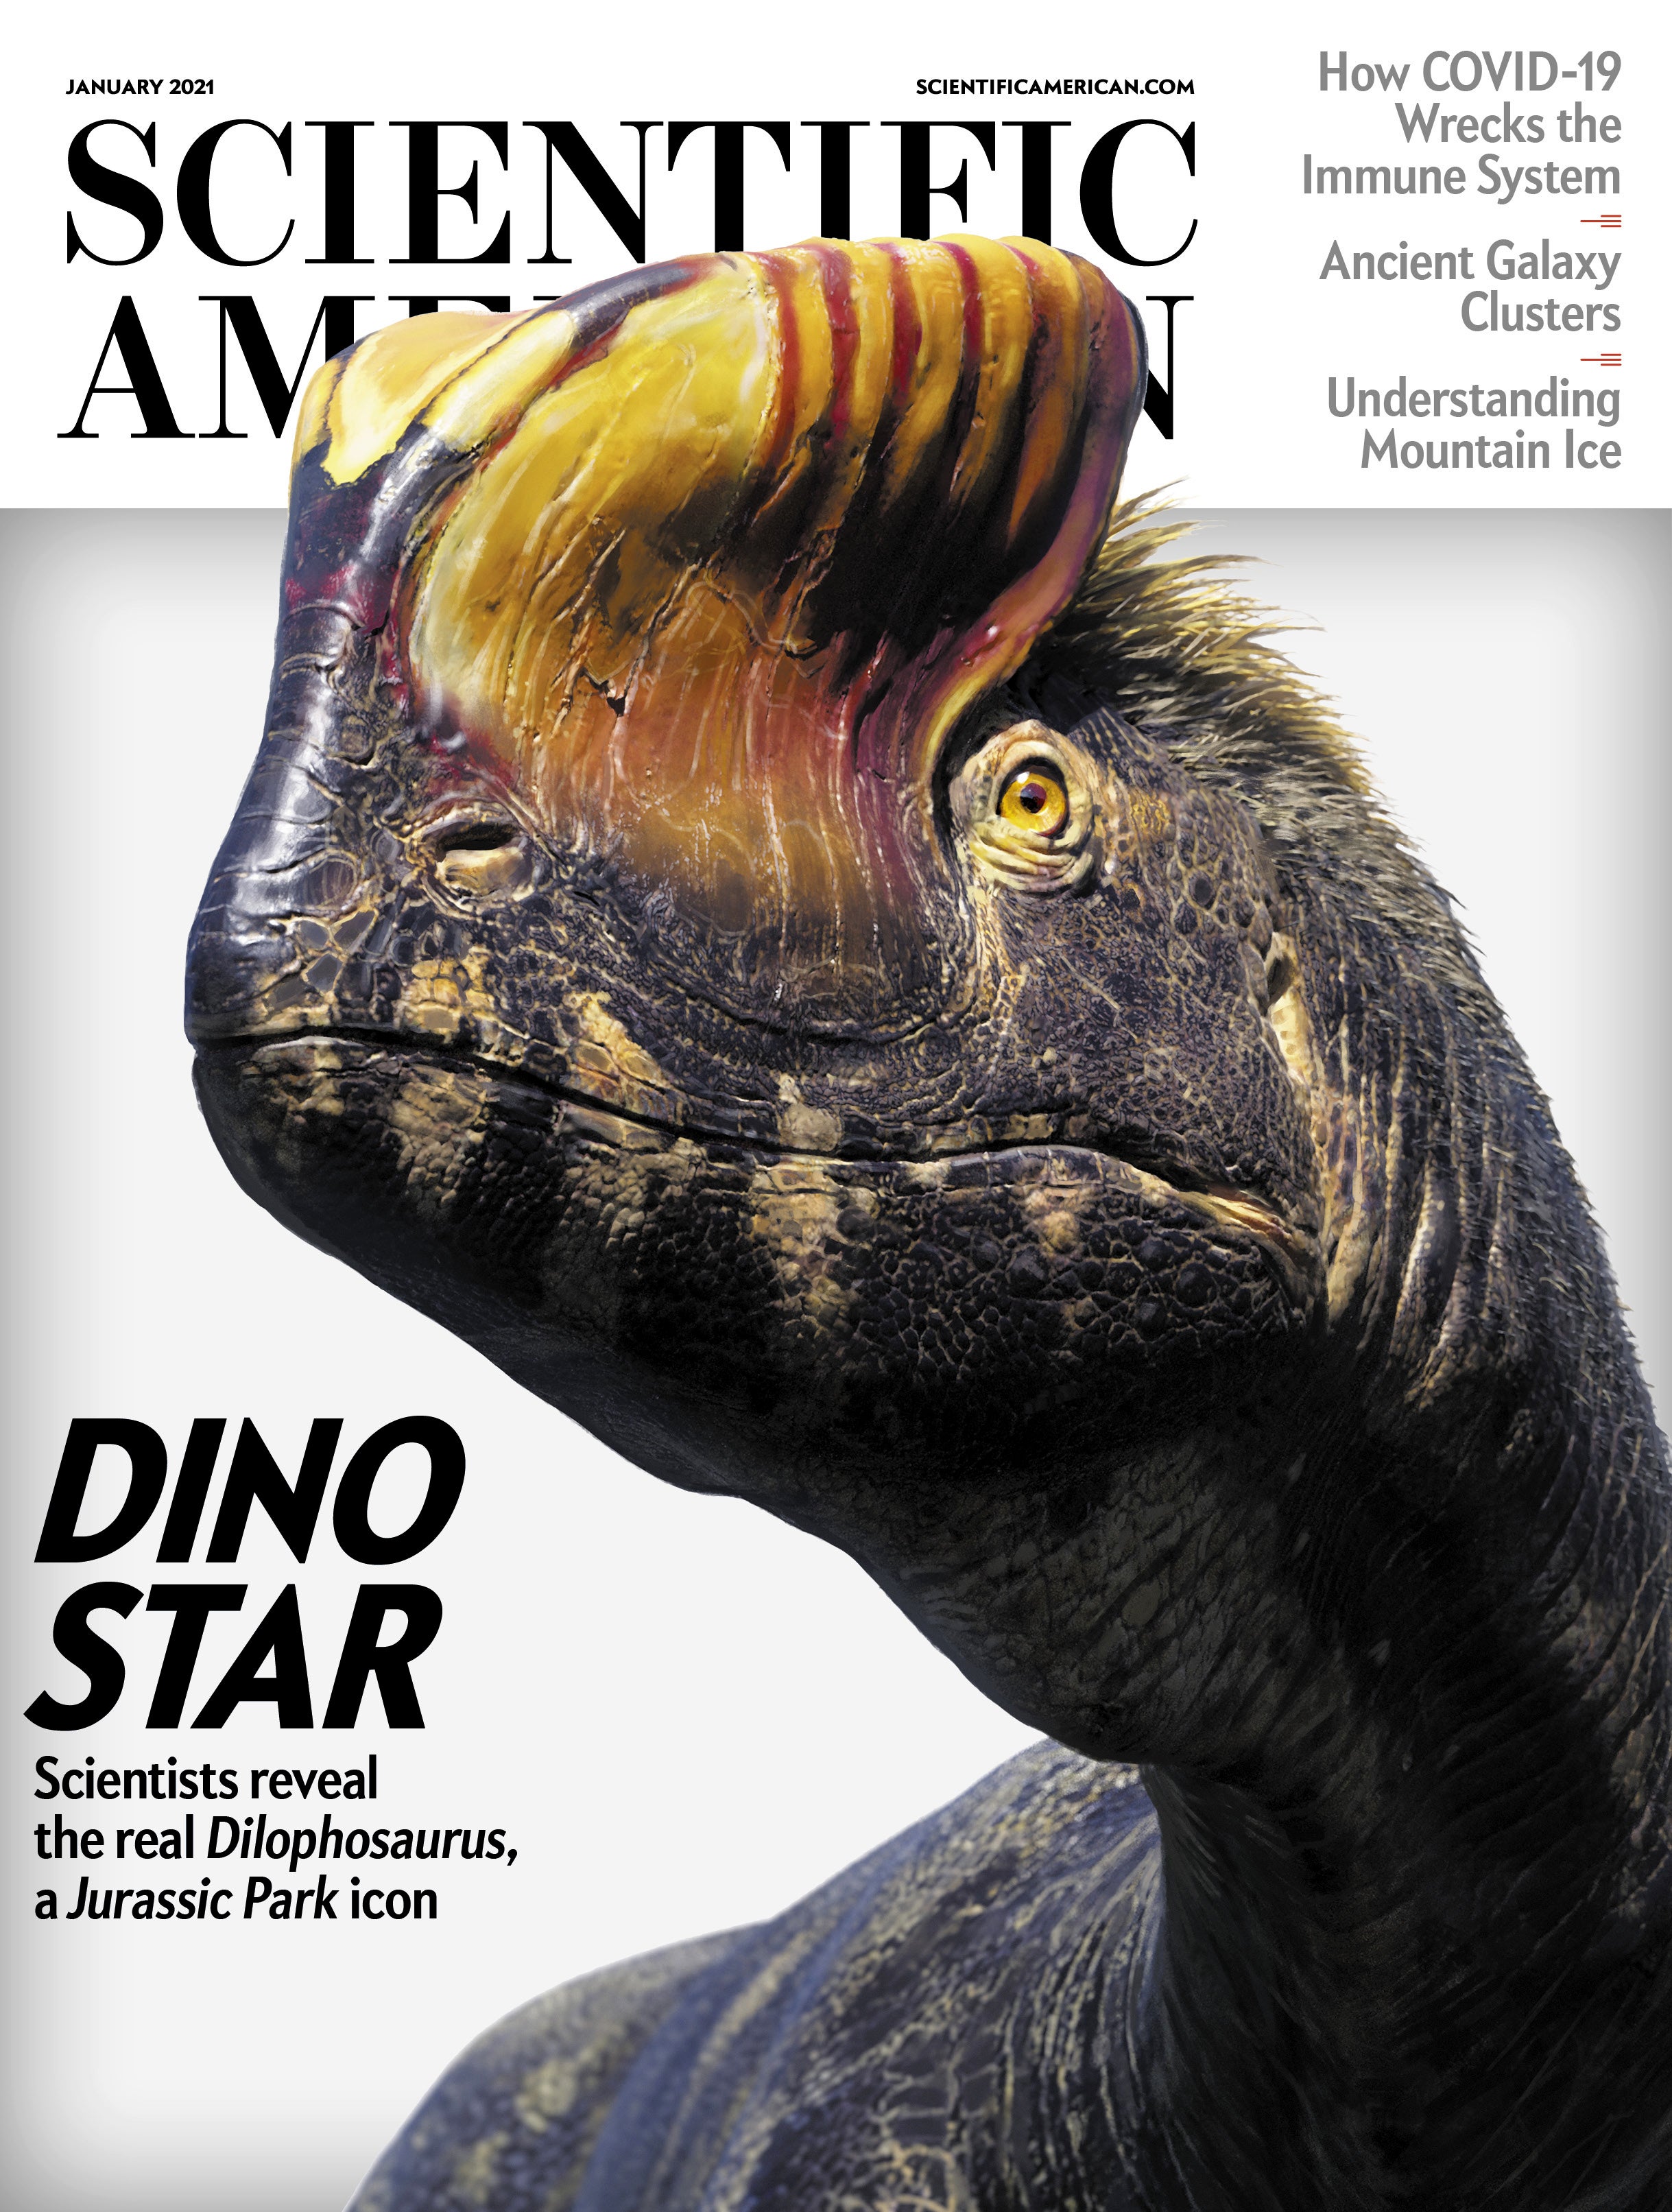 JANUARY 2021
SCIENTIFICAMERICAN.COM
SCIENTIFIC
How COVID-19
Wrecks the
Immune System
Ancient Galaxy
Clusters
Understanding
Mountain Ice
DINO
STAR
Scientists reveal
the real Dilophosaurus,
a Jurassic Park icon